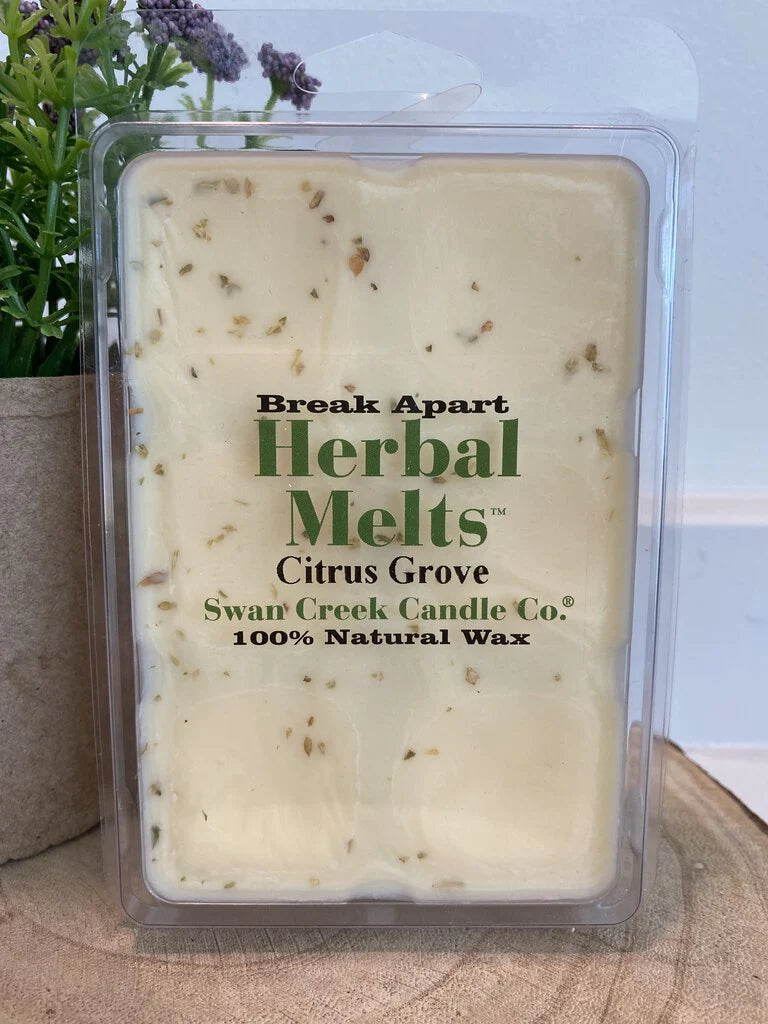 Break Apart
Herbal
Melts™
Citrus Grove
Swan Creek Candle Co.®
100% Natural Wax